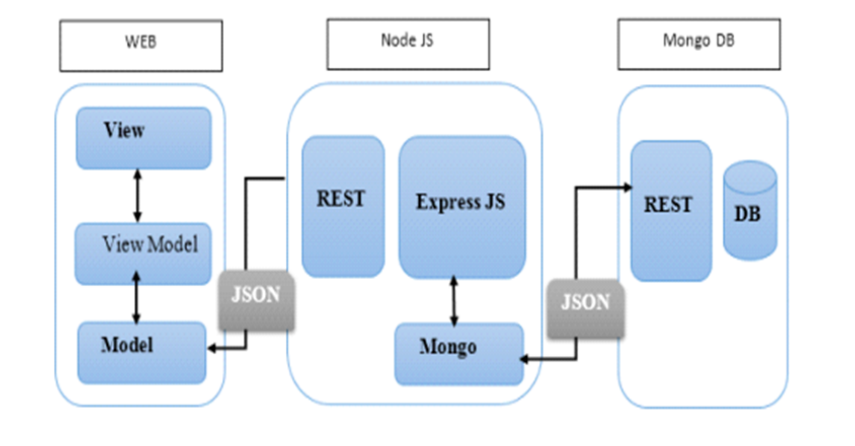 WEB
Node JS
Mongo DB
View
View Model
Model
JSON
REST
Express JS
Mongo
JSON
REST
DB